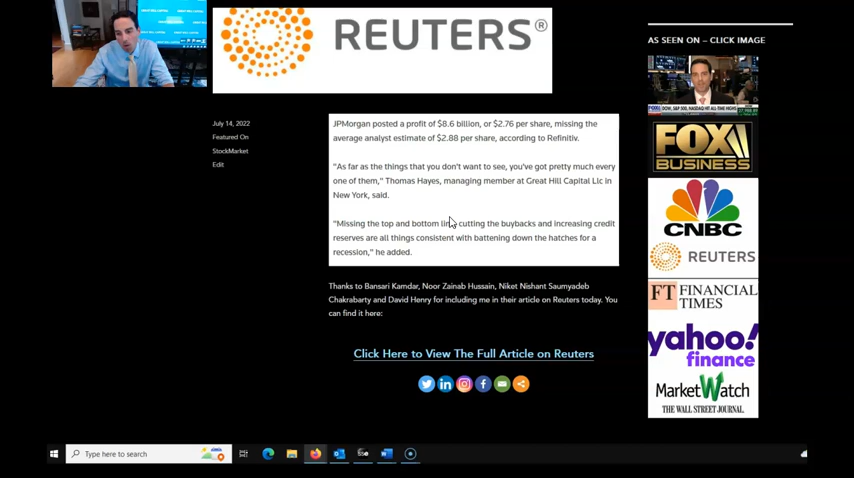 REUTERS®
AS SEEN ON – CLICK IMAGE
July 14, 2022
Featured On
StockMarket
Edit
JPMorgan posted a profit of $8.6 billion, or $2.76 per share, missing the
average analyst estimate of $2.88 per share, according to Refinitiv.
"As far as the things that you don't want to see, you've got pretty much every
one of them," Thomas Hayes, managing member at Great Hill Capital Llc in
New York, said.
"Missing the top and bottom line, cutting the buybacks and increasing credit
reserves are all things consistent with battening down the hatches for a
recession," he added.
Thanks to Bansari Kamdar, Noor Zainab Hussain, Niket Nishant Saumyadeb
Chakrabarty and David Henry for including me in their article on Reuters today. You
can find it here:
Click Here to View The Full Article on Reuters
DOW, S&P 500, NASDAQ HIT ALL-TIME HIGHS
FOX
BUSINESS
CNBC
REUTERS
FT FINANCIAL
TIMES
yahoo!
finance
MarketWatch
THE WALL STREET JOURNAL
Type here to search